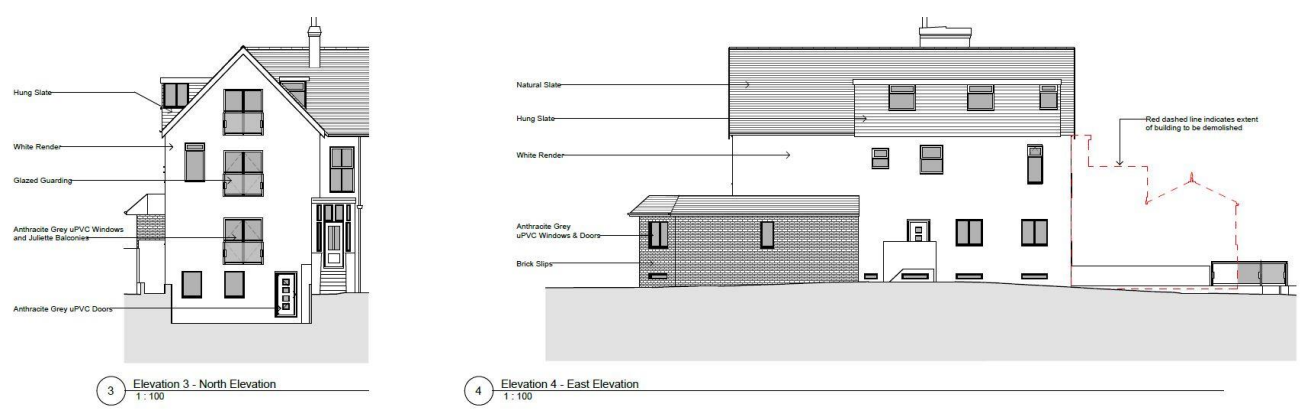 Hung Slate
White Render
Glazed Guarding
Anthracite Grey uPVC Windows
and Juliette Balconies
Anthracite Grey uPVC Doors
3
Elevation 3 - North Elevation
1 : 100
Natural Slate
Hung Slate
White Render
Anthracite Grey
uPVC Windows & Doors
Brick Slips
Red dashed line indicates extent
of building to be demolished
4
Elevation 4 - East Elevation
1 : 100